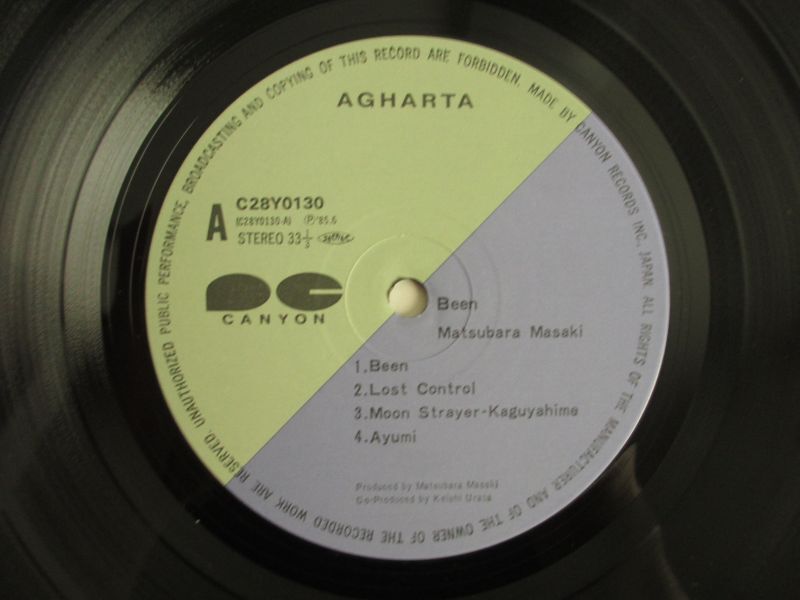 UNAUTHORIZED PUBLIC PERFORMANCE, BROADCASTING AND COPYING OF THIS RECORD ARE FORBIDDEN. MADE BY CANYON RECORDS INC., JAPAN. ALL RIGHTS OF THE MANUFACTURER AND OF THE OWNER OF THE RECORDED WORK ARE RESERVED.
AGHARTA
A
C28Y0130
(C28Y0130-A) Ⓟ'85.6
STEREO 33⅓
CANYON
Been
Matsubara Masaki
1.Been
2.Lost Control
3.Moon Strayer-Kaguyahime
4.Ayumi
Produced by Matsubara Masaki
Co-Produced by Keishi Urata